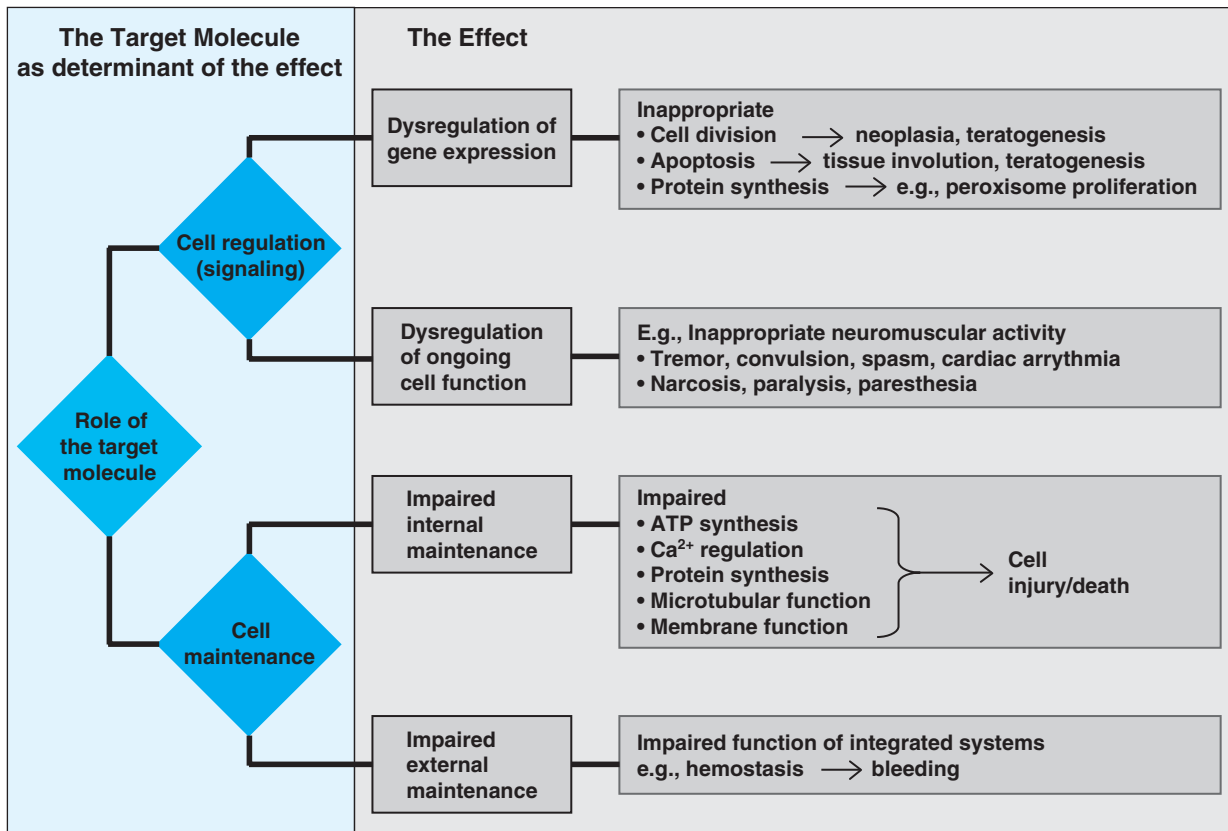 The Target Molecule
as determinant of the effect
The Effect
Role of
the target
molecule
Cell regulation
(signaling)
Dysregulation of
gene expression
Inappropriate
• Cell division → neoplasia, teratogenesis
• Apoptosis → tissue involution, teratogenesis
• Protein synthesis → e.g., peroxisome proliferation
Dysregulation
of ongoing
cell function
E.g., Inappropriate neuromuscular activity
• Tremor, convulsion, spasm, cardiac arrythmia
• Narcosis, paralysis, paresthesia
Cell
maintenance
Impaired
internal
maintenance
Impaired
• ATP synthesis
• Ca²⁺ regulation
• Protein synthesis
• Microtubular function
• Membrane function
→ Cell
injury/death
Impaired
external
maintenance
Impaired function of integrated systems
e.g., hemostasis → bleeding